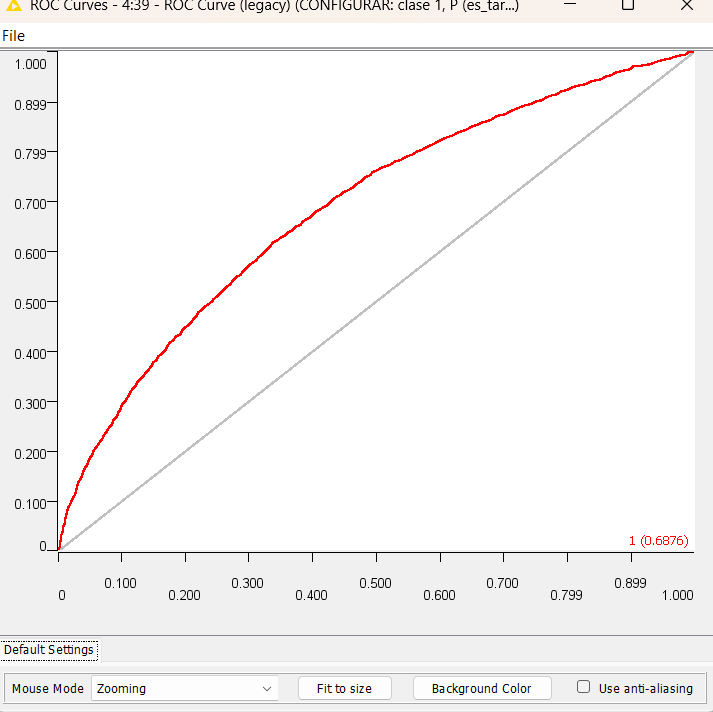 ROC Curves - 4:39 - ROC Curve (legacy) (CONFIGURAR: clase 1, P (es_tar...)
File
1.000
0.899
0.799
0.700
0.600
0.500
0.400
0.300
0.200
0.100
0
1 (0.6876)
0.100 0.300 0.500 0.700 0.899
0 0.200 0.400 0.600 0.799 1.000
Default Settings
Mouse Mode Zooming Fit to size Background Color Use anti-aliasing